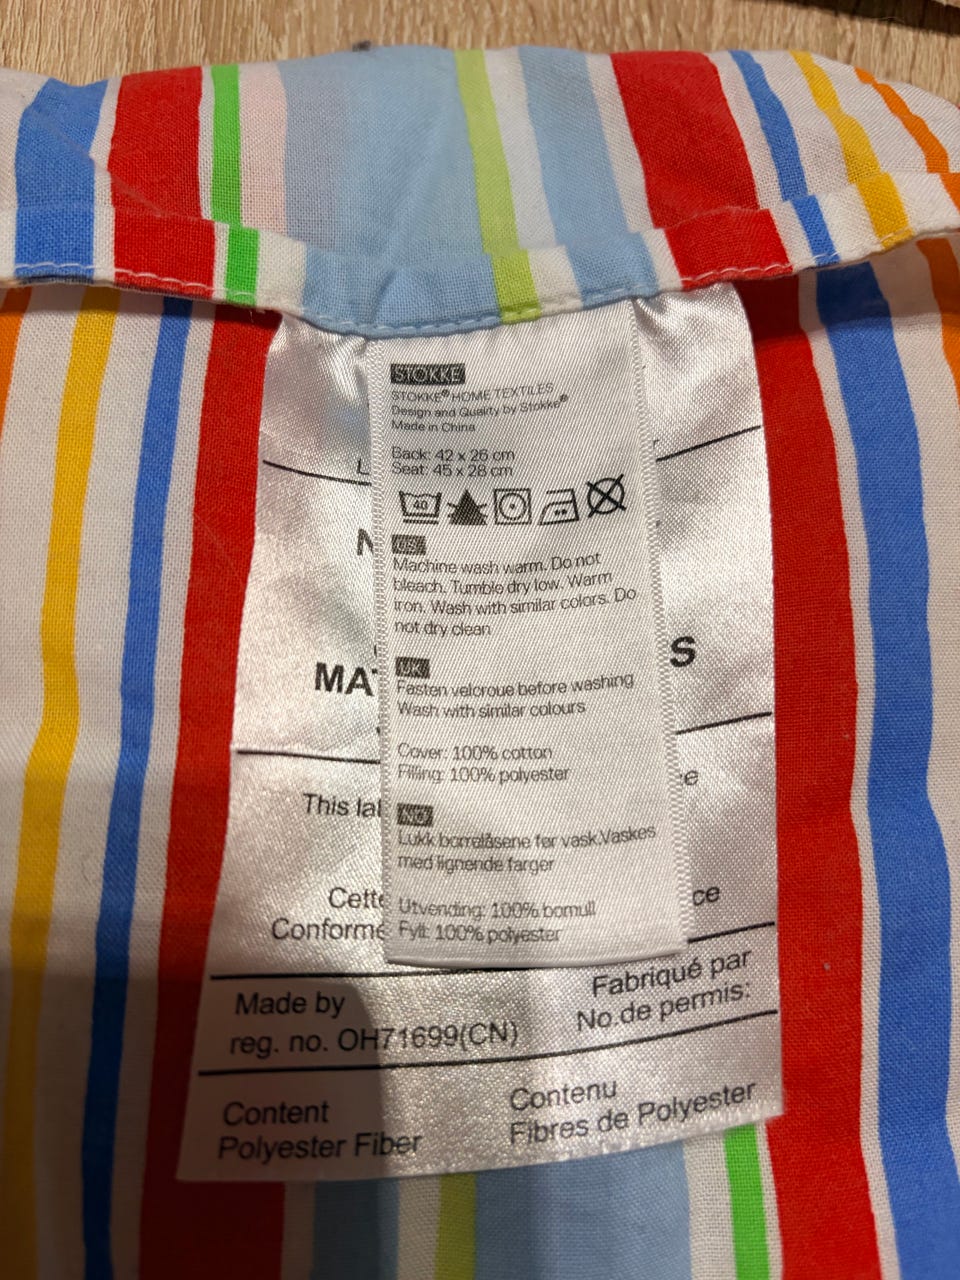 STOKKE
STOKKE® HOME TEXTILES
Design and Quality by Stokke®
Made in China
Back: 42 x 26 cm
Seat: 45 x 28 cm
40
US
Machine wash warm. Do not
bleach. Tumble dry low. Warm
iron. Wash with similar colors. Do
not dry clean
UK
Fasten velcroue before washing
Wash with similar colours
Cover: 100% cotton
Filling: 100% polyester
NO
Lukk borrelåsene før vask.Vaskes
med lignende farger
Utvending: 100% bomull
Fyll: 100% polyester
L
N
MAT
S
This lab
Cette
ce
Conforme
Made by
Fabriqué par
reg. no. OH71699(CN)
No.de permis:
Content
Contenu
Polyester Fiber
Fibres de Polyester